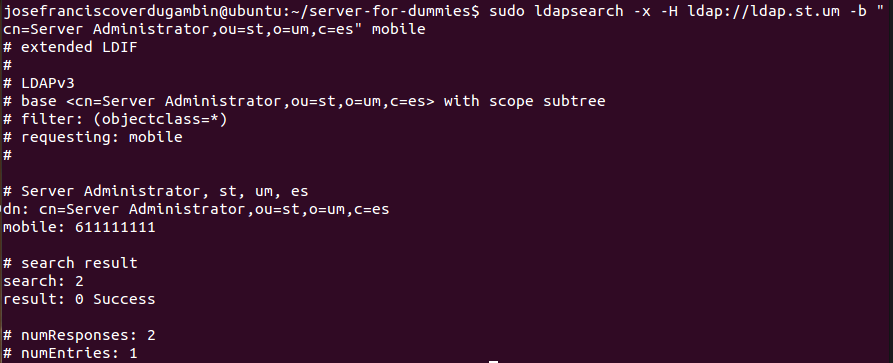 josefranciscoverdugambin@ubuntu:~/server-for-dummies$ sudo ldapsearch -x -H ldap://ldap.st.um -b "
cn=Server Administrator,ou=st,o=um,c=es" mobile
# extended LDIF
#
# LDAPv3
# base <cn=Server Administrator,ou=st,o=um,c=es> with scope subtree
# filter: (objectclass=*)
# requesting: mobile
#
# Server Administrator, st, um, es
dn: cn=Server Administrator,ou=st,o=um,c=es
mobile: 611111111
# search result
search: 2
result: 0 Success
# numResponses: 2
# numEntries: 1